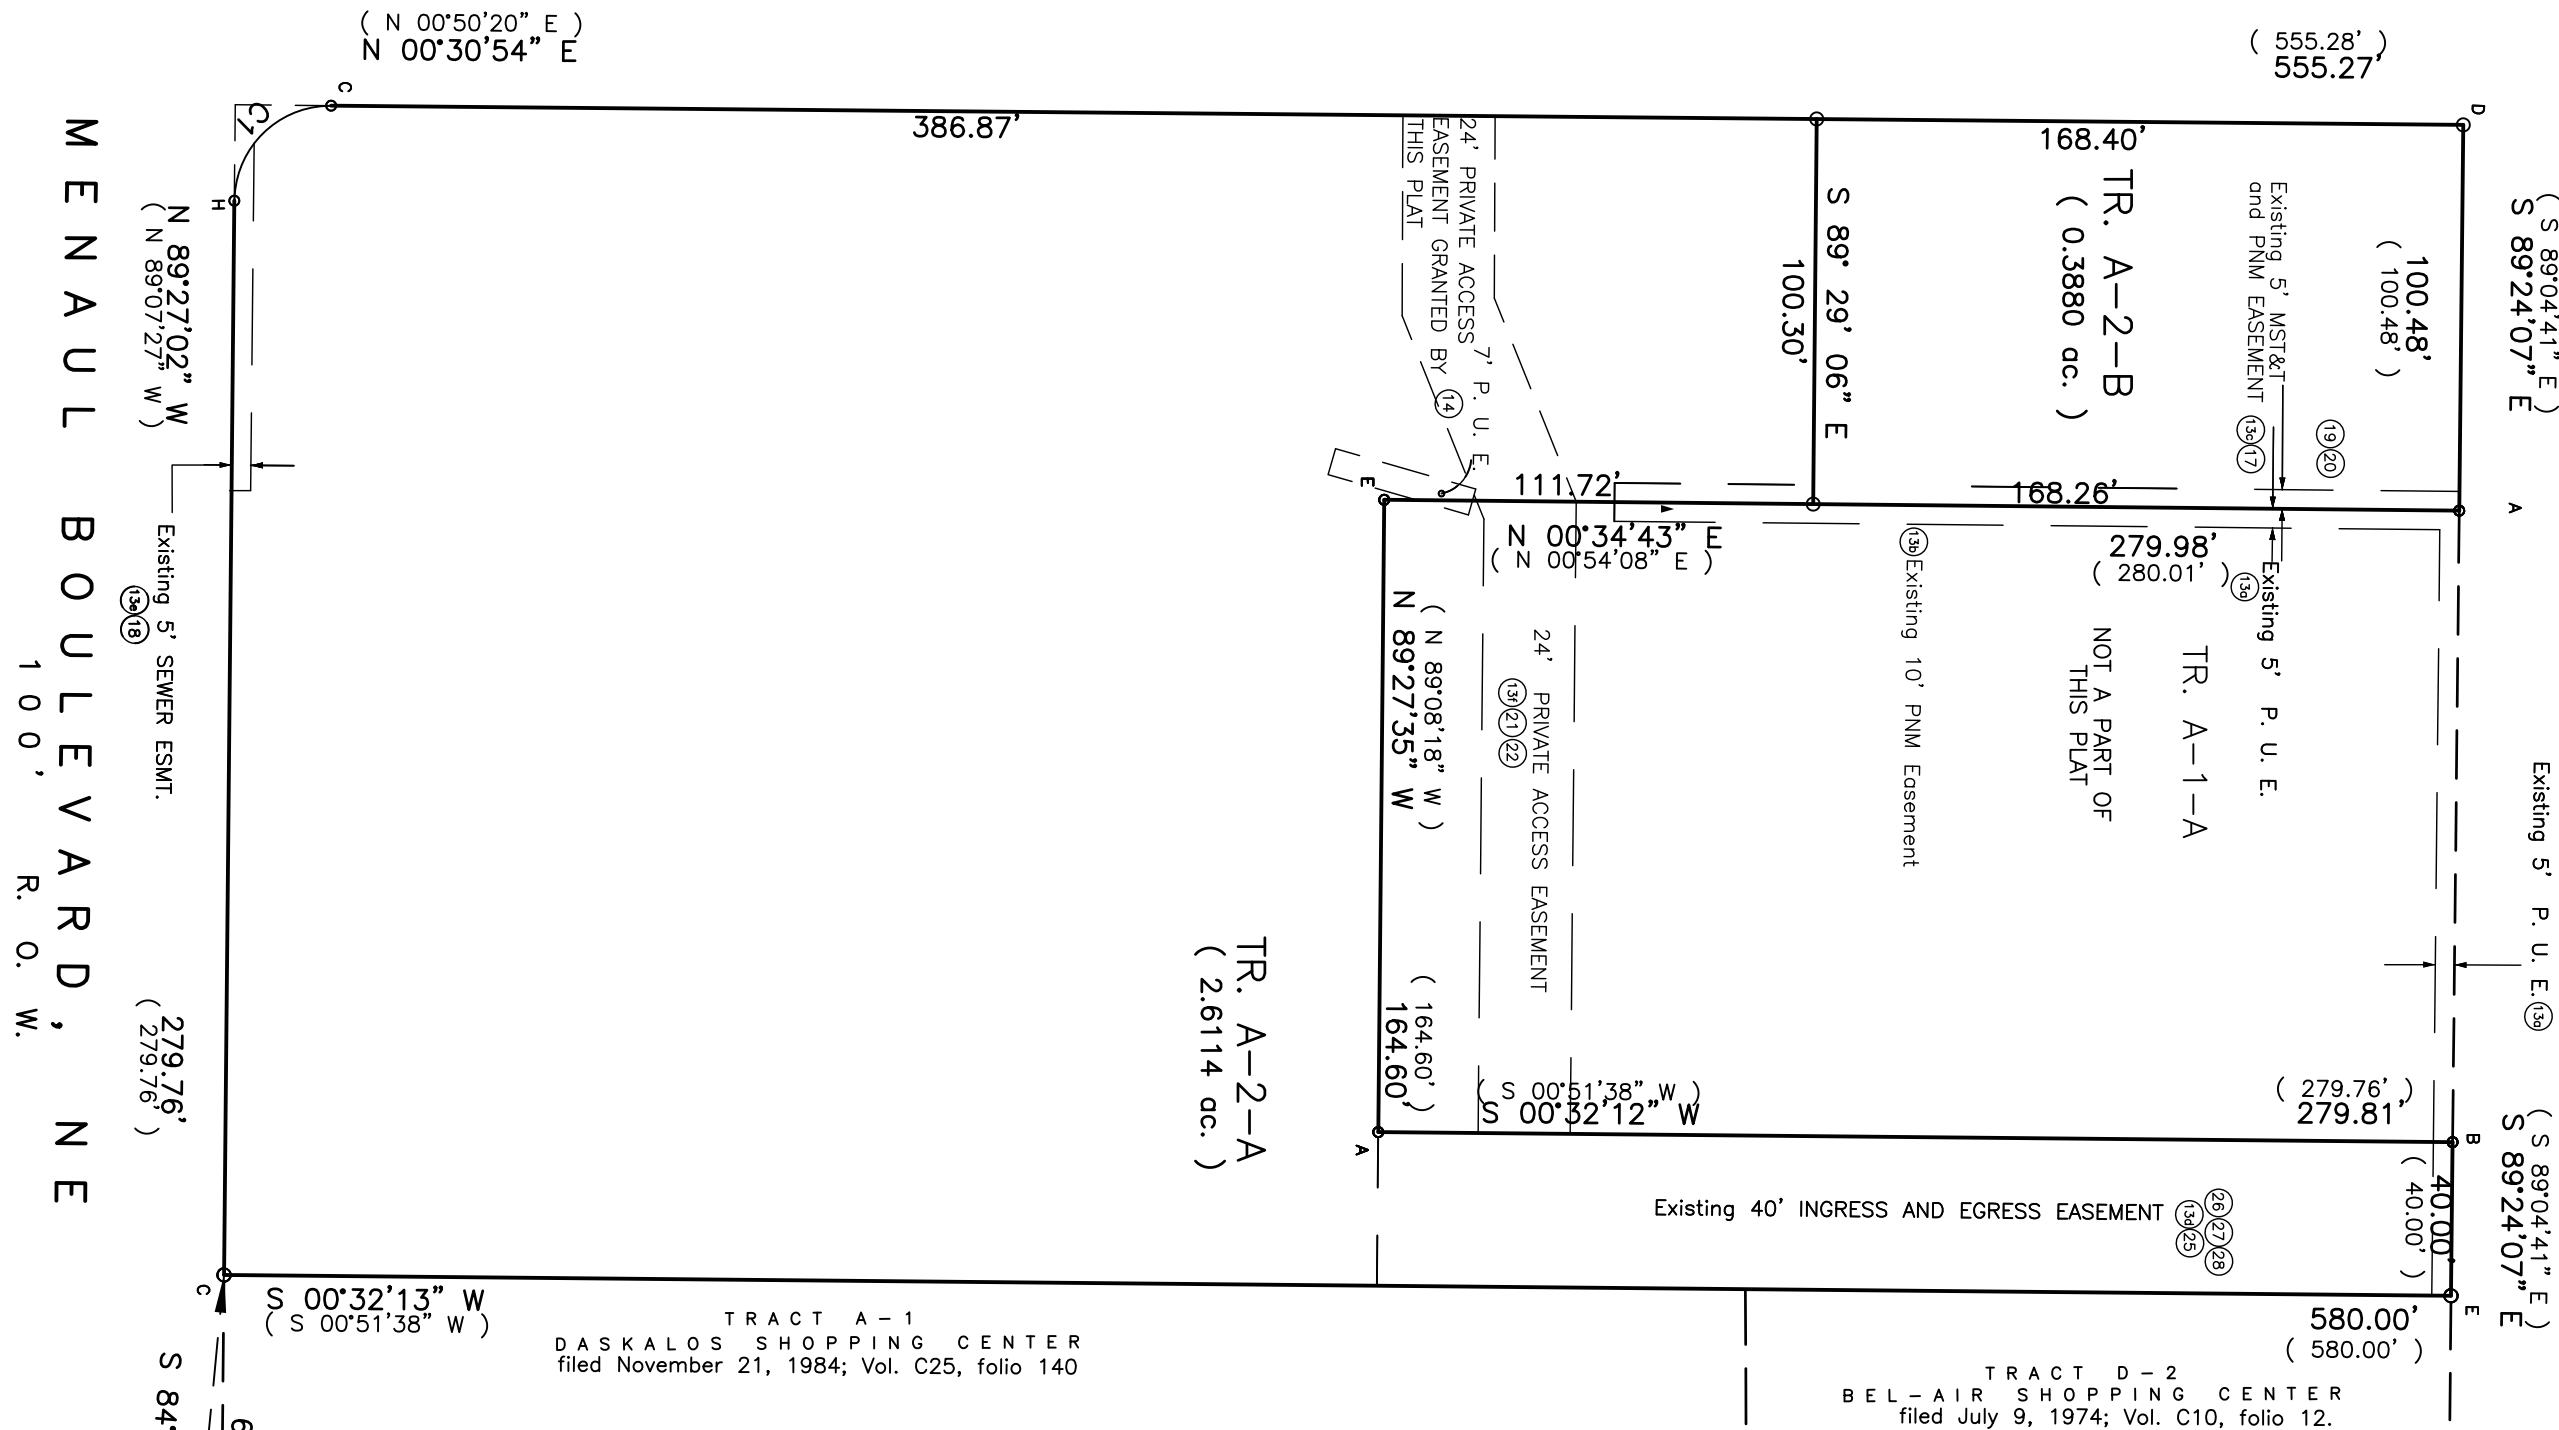 ( N 00°50'20" E )
N 00°30'54" E
( 555.28' )
555.27'
C
D
C1
H
386.87'
168.40'
MENAUL BOULEVARD, NE
100' R. O. W.
N 89°27'02" W
( N 89°07'27" W )
279.76'
( 279.76' )
Existing 5' SEWER ESMT.
13e 18
24' PRIVATE ACCESS
EASEMENT GRANTED BY
THIS PLAT
14
7' P. U. E.
S 89° 29' 06" E
100.30'
TR. A-2-B
( 0.3880 ac. )
Existing 5' MST&T
and PNM EASEMENT
13c 17
19 20
100.48'
( 100.48' )
( S 89°04'41" E )
S 89°24'07" E
E
111.72'
168.26'
A
N 00°34'43" E
( N 00°54'08" E )
279.98'
( 280.01' )
13a
Existing 5' P. U. E.
13b Existing 10' PNM Easement
TR. A-1-A
NOT A PART OF
THIS PLAT
( N 89°08'18" W )
N 89°27'35" W
( 164.60' )
164.60'
24' PRIVATE ACCESS EASEMENT
13f 21 22
Existing 5' P. U. E. 13a
TR. A-2-A
( 2.6114 ac. )
( S 00°51'38" W )
S 00°32'12" W
( 279.76' )
279.81'
A
B
( S 89°04'41" E )
S 89°24'07" E
40.00'
( 40.00' )
Existing 40' INGRESS AND EGRESS EASEMENT
26 27 28
13d 25
C
E
S 00°32'13" W
( S 00°51'38" W )
580.00'
( 580.00' )
TRACT A-1
DASKALOS SHOPPING CENTER
filed November 21, 1984; Vol. C25, folio 140
TRACT D-2
BEL-AIR SHOPPING CENTER
filed July 9, 1974; Vol. C10, folio 12.
S 84°
6